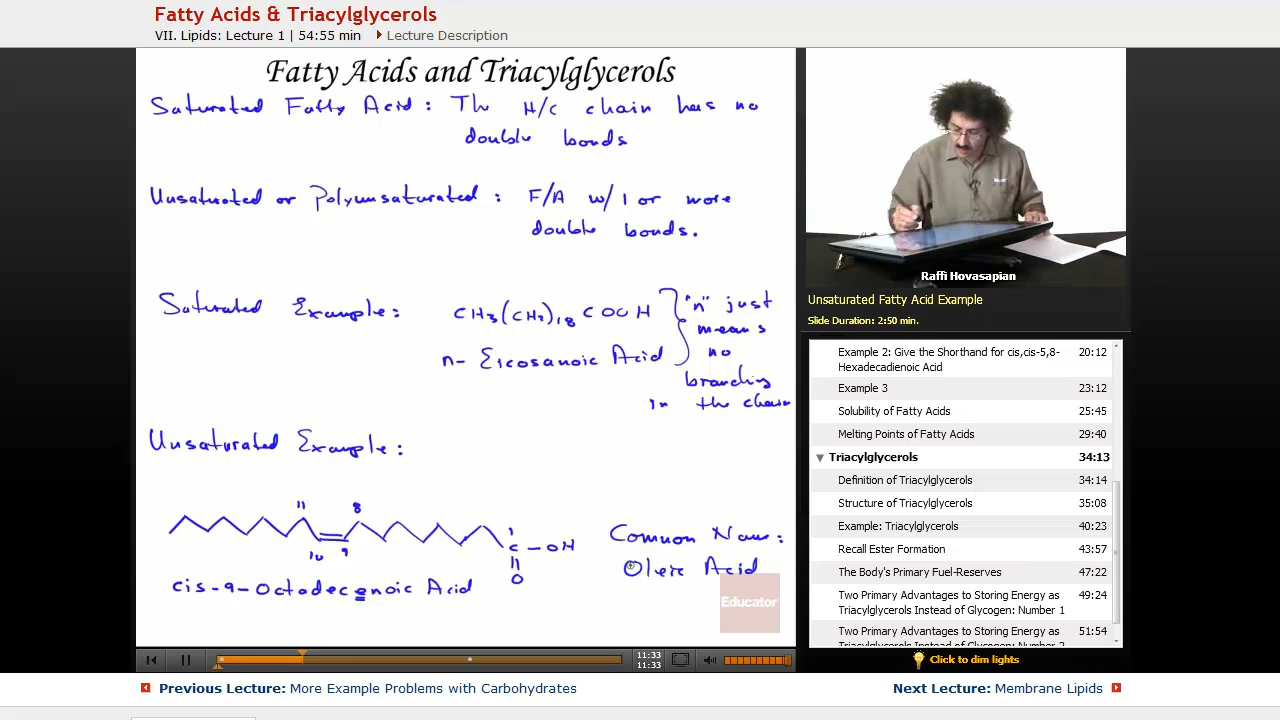 Fatty Acids & Triacylglycerols
VII. Lipids: Lecture 1 | 54:55 min
Lecture Description
Fatty Acids and Triacylglycerols
Saturated Fatty Acid: The H/C chain has no
double bonds
Unsaturated or Polyunsaturated: F/A w/ 1 or more
double bonds.
Saturated Example: CH3(CH2)18COOH
n-Eicosanoic Acid
"n" just
means
no
branching
in the chain
Unsaturated Example:
11 8 1
10 9
C-OH
O
cis-9-Octadecenoic Acid
Common Name:
Oleic Acid
Educator
Raffi Hovasapian
Unsaturated Fatty Acid Example
Slide Duration: 2:50 min.
Example 2: Give the Shorthand for cis,cis-5,8- 20:12
Hexadecadienoic Acid
Example 3 23:12
Solubility of Fatty Acids 25:45
Melting Points of Fatty Acids 29:40
Triacylglycerols 34:13
Definition of Triacylglycerols 34:14
Structure of Triacylglycerols 35:08
Example: Triacylglycerols 40:23
Recall Ester Formation 43:57
The Body's Primary Fuel-Reserves 47:22
Two Primary Advantages to Storing Energy as 49:24
Triacylglycerols Instead of Glycogen: Number 1
Two Primary Advantages to Storing Energy as 51:54
Triacylglycerols Instead of Glycogen: Number 2
11:33
11:33
Click to dim lights
Previous Lecture: More Example Problems with Carbohydrates
Next Lecture: Membrane Lipids